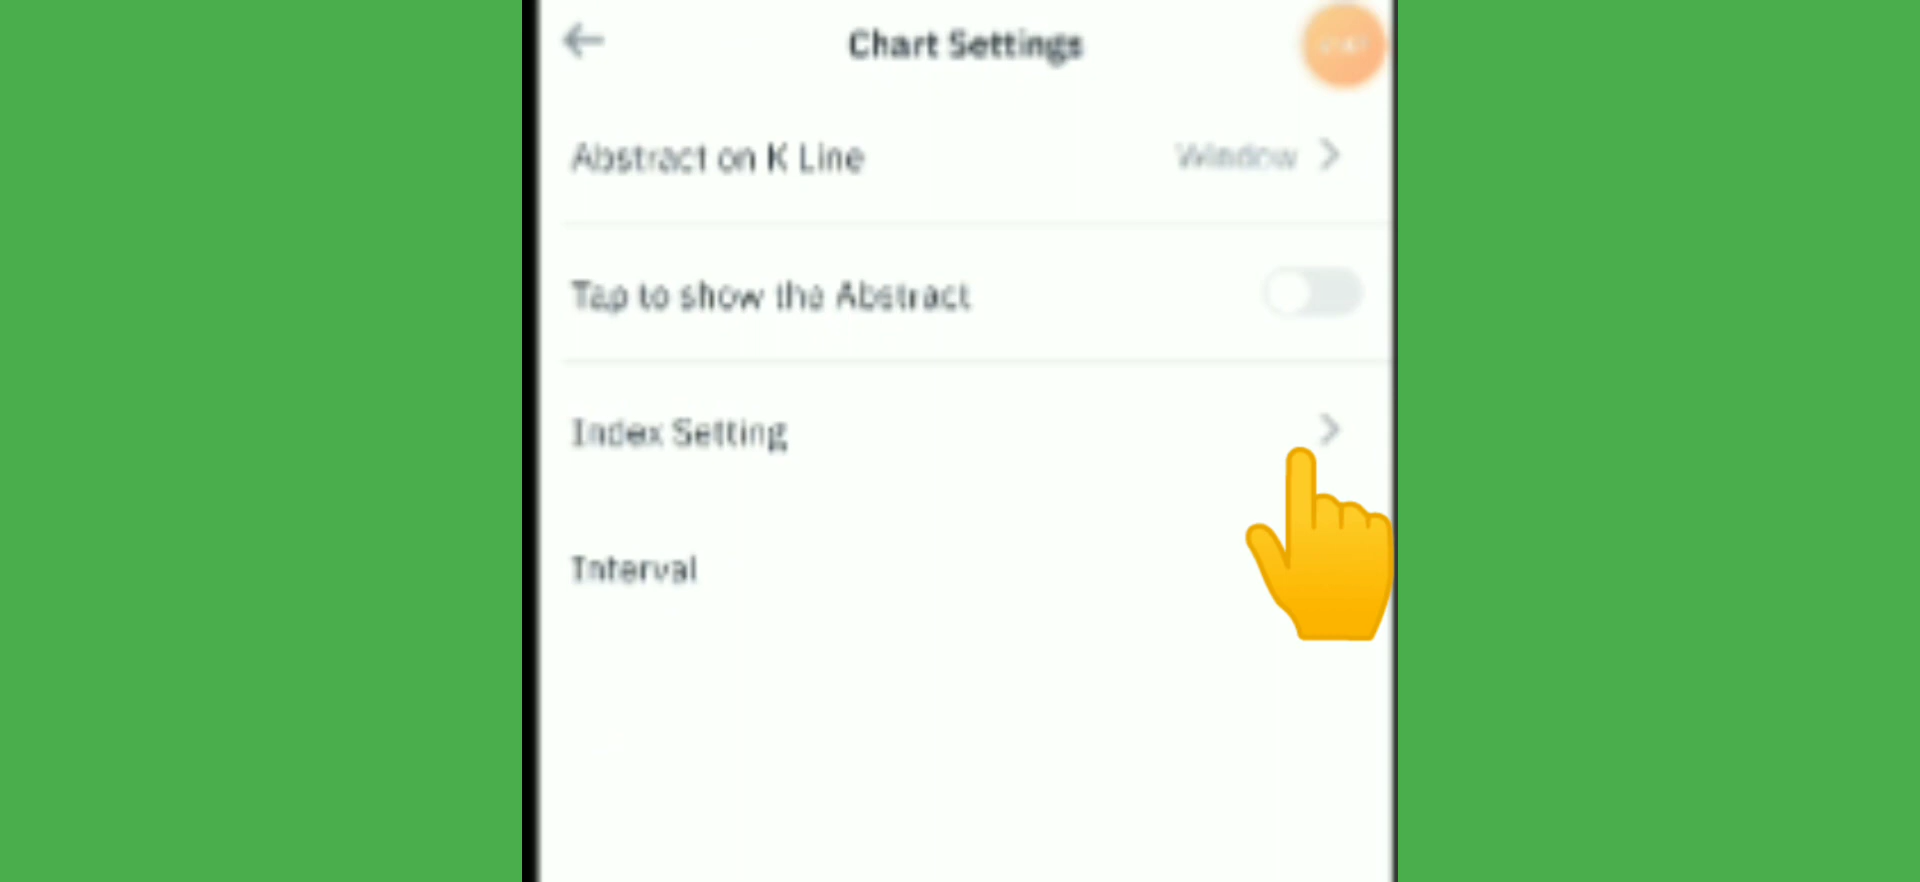 Chart Settings
Abstract on K Line
Window
Tap to show the Abstract
Index Setting
Interval